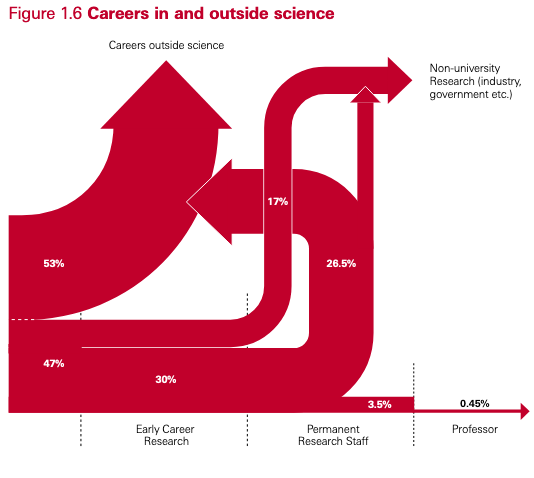 Figure 1.6 Careers in and outside science
Careers outside science
Non-university
Research (industry,
government etc.)
17%
53%
26.5%
47%
30%
3.5%
0.45%
Early Career
Research
Permanent
Research Staff
Professor